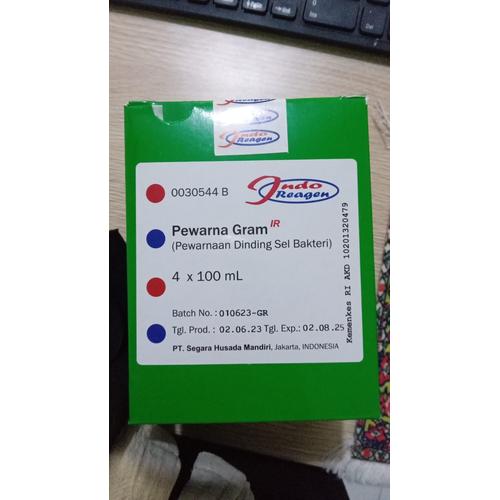 Indo
Reagen
0030544 B
Indo
Reagen
Pewarna Gram IR
(Pewarnaan Dinding Sel Bakteri)
4 x 100 mL
Batch No. : 010623-GR
Tgl. Prod. : 02.06.23 Tgl. Exp.: 02.08.25
PT. Segara Husada Mandiri, Jakarta, INDONESIA
Kemenkes RI AKD 10201320479
Ins